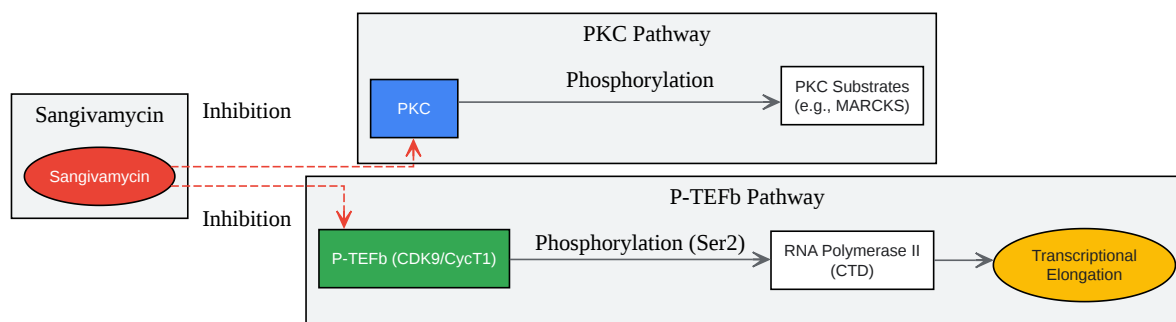 PKC Pathway
Phosphorylation
PKC
PKC Substrates
(e.g., MARCKS)
Sangivamycin
Inhibition
Sangivamycin
Inhibition
P-TEFb Pathway
P-TEFb (CDK9/CycT1)
Phosphorylation (Ser2)
RNA Polymerase II
(CTD)
Transcriptional
Elongation